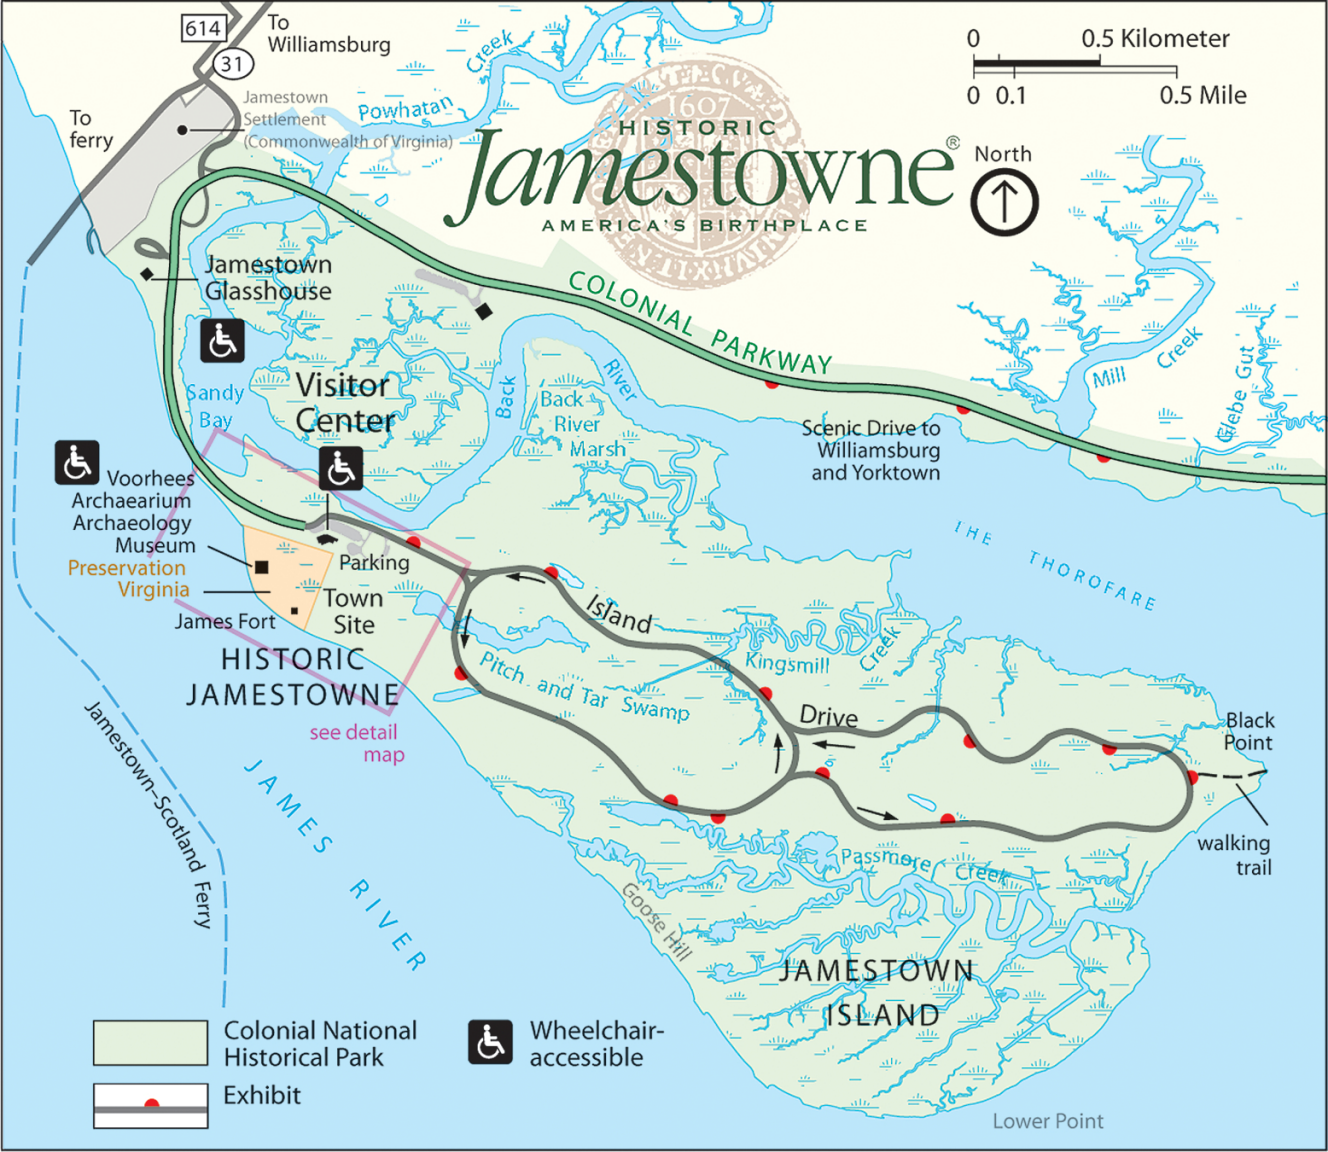 614
To
Williamsburg
31
To
ferry
Jamestown
Settlement
(Commonwealth of Virginia)
Powhatan
Creek
1607
HISTORIC
Jamestowne®
AMERICA'S BIRTHPLACE
0 0.5 Kilometer
0 0.1 0.5 Mile
North
Jamestown
Glasshouse
COLONIAL PARKWAY
Mill
Creek
Glebe Gut
Sandy
Bay
Visitor
Center
Back
River
Back
River
Marsh
Scenic Drive to
Williamsburg
and Yorktown
Voorhees
Archaearium
Archaeology
Museum
Preservation
Virginia
James Fort
Parking
Town
Site
HISTORIC
JAMESTOWNE
see detail
map
THE THOROFARE
Island
Drive
Kingsmill
Creek
Pitch and Tar Swamp
Black
Point
walking
trail
Jamestown–Scotland Ferry
JAMES RIVER
Passmore Creek
Goose Hill
JAMESTOWN
ISLAND
Lower Point
Colonial National
Historical Park
Exhibit
Wheelchair-
accessible